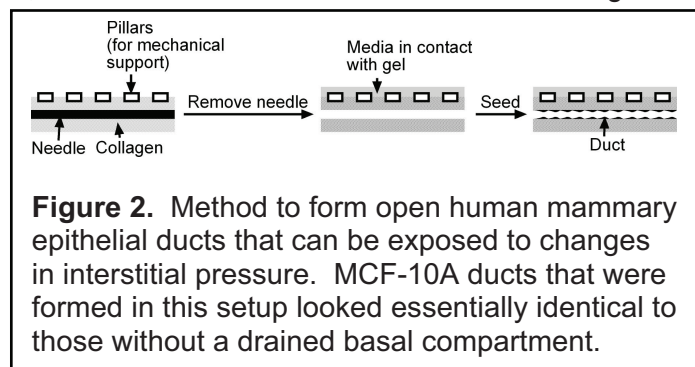 Pillars
(for mechanical
support)
Media in contact
with gel
Remove needle
Seed
Needle
Collagen
Duct
Figure 2. Method to form open human mammary
epithelial ducts that can be exposed to changes
in interstitial pressure. MCF-10A ducts that were
formed in this setup looked essentially identical to
those without a drained basal compartment.